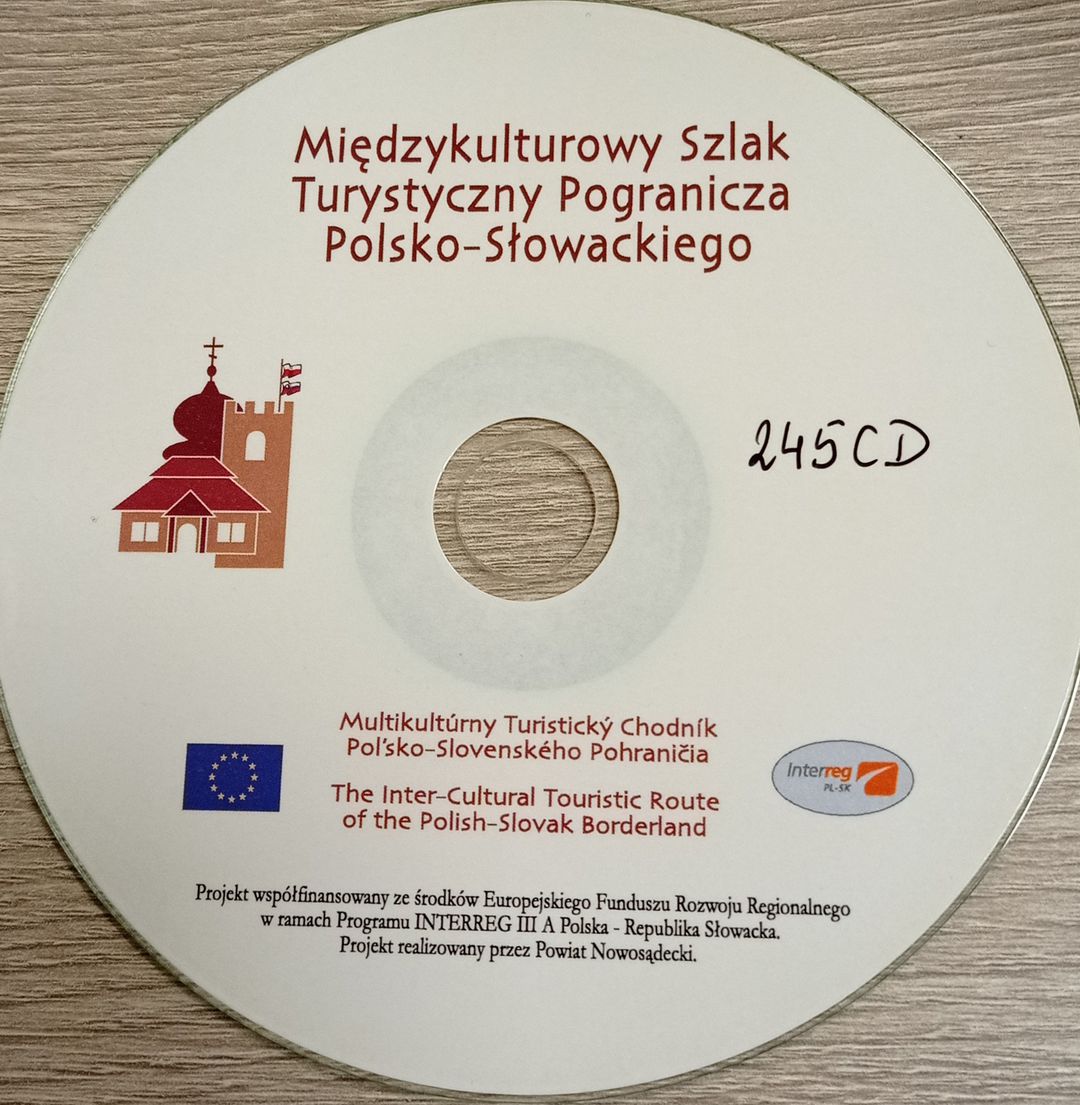 Międzykulturowy Szlak
Turystyczny Pogranicza
Polsko-Słowackiego
245CD
Multikultúrny Turistický Chodník
Poľsko-Slovenského Pohraničia
The Inter-Cultural Touristic Route
of the Polish-Slovak Borderland
Interreg
PL-SK
Projekt współfinansowany ze środków Europejskiego Funduszu Rozwoju Regionalnego
w ramach Programu INTERREG III A Polska - Republika Słowacka.
Projekt realizowany przez Powiat Nowosądecki.